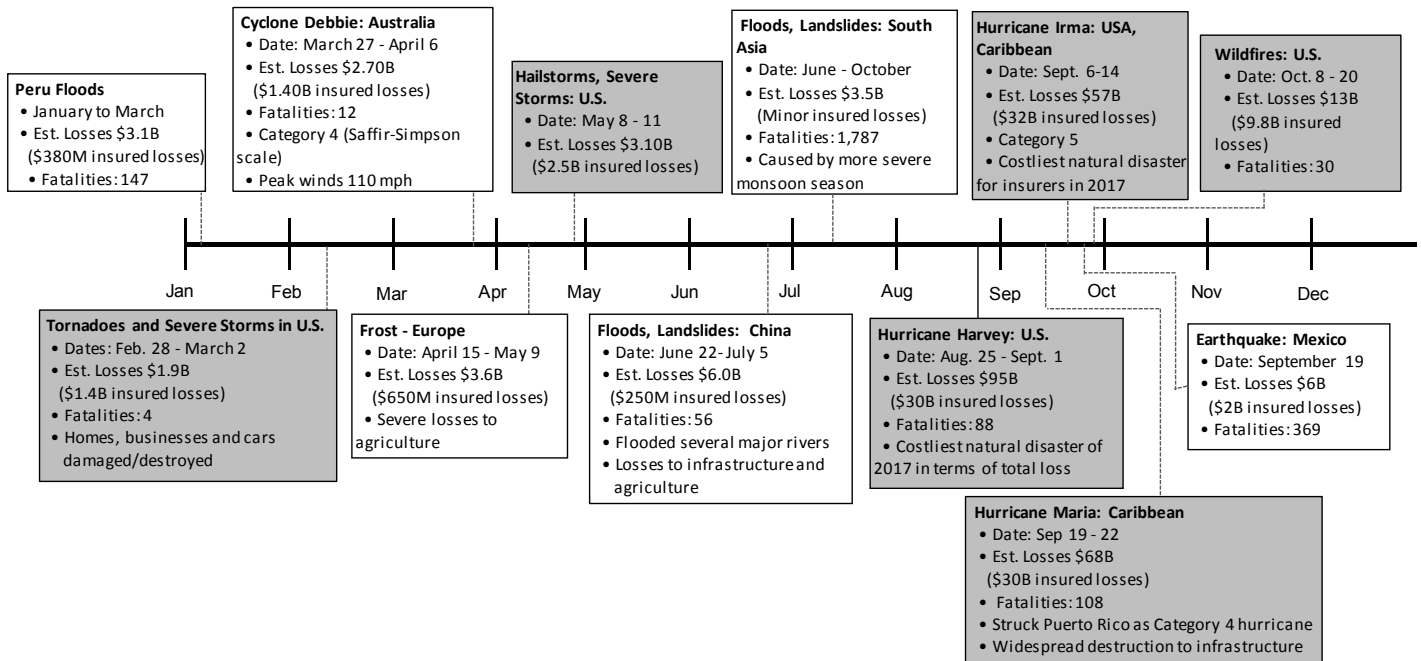 Peru Floods
• January to March
• Est. Losses $3.1B
($380M insured losses)
• Fatalities: 147
Cyclone Debbie: Australia
• Date: March 27 - April 6
• Est. Losses $2.70B
($1.40B insured losses)
• Fatalities: 12
• Category 4 (Saffir-Simpson
scale)
• Peak winds 110 mph
Hailstorms, Severe
Storms: U.S.
• Date: May 8 - 11
• Est. Losses $3.10B
($2.5B insured losses)
Floods, Landslides: South
Asia
• Date: June - October
• Est. Losses $3.5B
(Minor insured losses)
• Fatalities: 1,787
• Caused by more severe
monsoon season
Hurricane Irma: USA,
Caribbean
• Date: Sept. 6-14
• Est. Losses $57B
($32B insured losses)
• Category 5
• Costliest natural disaster
for insurers in 2017
Wildfires: U.S.
• Date: Oct. 8 - 20
• Est. Losses $13B
($9.8B insured
losses)
• Fatalities: 30
Jan Feb Mar Apr May Jun Jul Aug Sep Oct Nov Dec
Tornadoes and Severe Storms in U.S.
• Dates: Feb. 28 - March 2
• Est. Losses $1.9B
($1.4B insured losses)
• Fatalities: 4
• Homes, businesses and cars
damaged/destroyed
Frost - Europe
• Date: April 15 - May 9
• Est. Losses $3.6B
($650M insured losses)
• Severe losses to
agriculture
Floods, Landslides: China
• Date: June 22- July 5
• Est. Losses $6.0B
($250M insured losses)
• Fatalities: 56
• Flooded several major rivers
• Losses to infrastructure and
agriculture
Hurricane Harvey: U.S.
• Date: Aug. 25 - Sept. 1
• Est. Losses $95B
($30B insured losses)
• Fatalities: 88
• Costliest natural disaster of
2017 in terms of total loss
Earthquake: Mexico
• Date: September 19
• Est. Losses $6B
($2B insured losses)
• Fatalities: 369
Hurricane Maria: Caribbean
• Date: Sep 19 - 22
• Est. Losses $68B
($30B insured losses)
• Fatalities: 108
• Struck Puerto Rico as Category 4 hurricane
• Widespread destruction to infrastructure